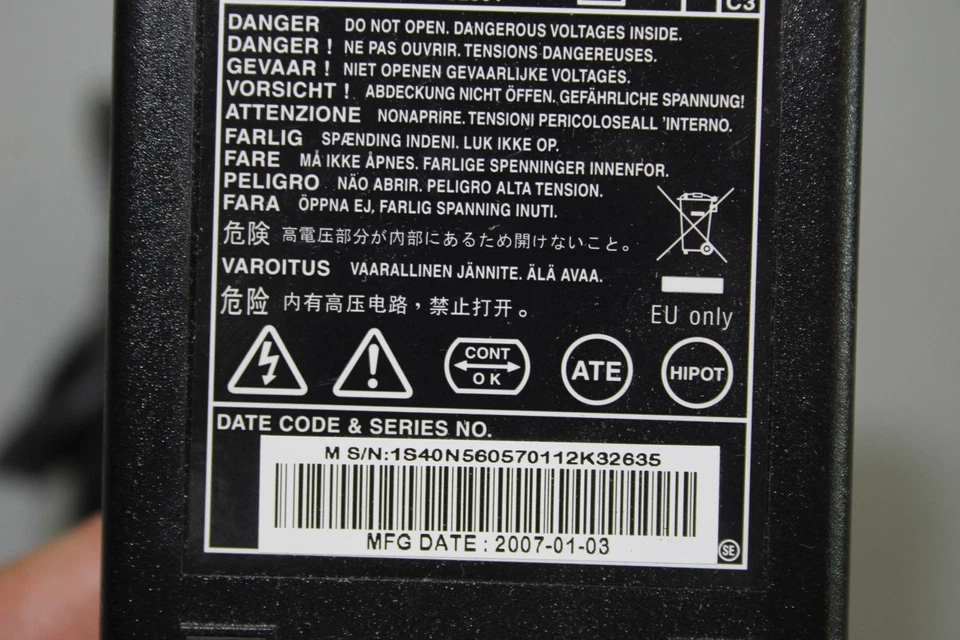 C3
DANGER DO NOT OPEN. DANGEROUS VOLTAGES INSIDE.
DANGER ! NE PAS OUVRIR. TENSIONS DANGEREUSES.
GEVAAR ! NIET OPENEN GEVAARLIJKE VOLTAGES.
VORSICHT ! ABDECKUNG NICHT ÖFFEN. GEFÄHRLICHE SPANNUNG!
ATTENZIONE NONAPRIRE. TENSIONI PERICOLOSEALL 'INTERNO.
FARLIG SPÆNDING INDENI. LUK IKKE OP.
FARE MÅ IKKE ÅPNES. FARLIGE SPENNINGER INNENFOR.
PELIGRO NÃO ABRIR. PELIGRO ALTA TENSION.
FARA ÖPPNA EJ. FARLIG SPANNING INUTI.
危険 高電圧部分が内部にあるため開けないこと。
VAROITUS VAARALLINEN JÄNNITE. ÄLÄ AVAA.
危险 内有高压电路，禁止打开。
EU only
CONT
OK
ATE
HIPOT
DATE CODE & SERIES NO.
M S/N:1S40N560570112K32635
MFG DATE : 2007-01-03
SE